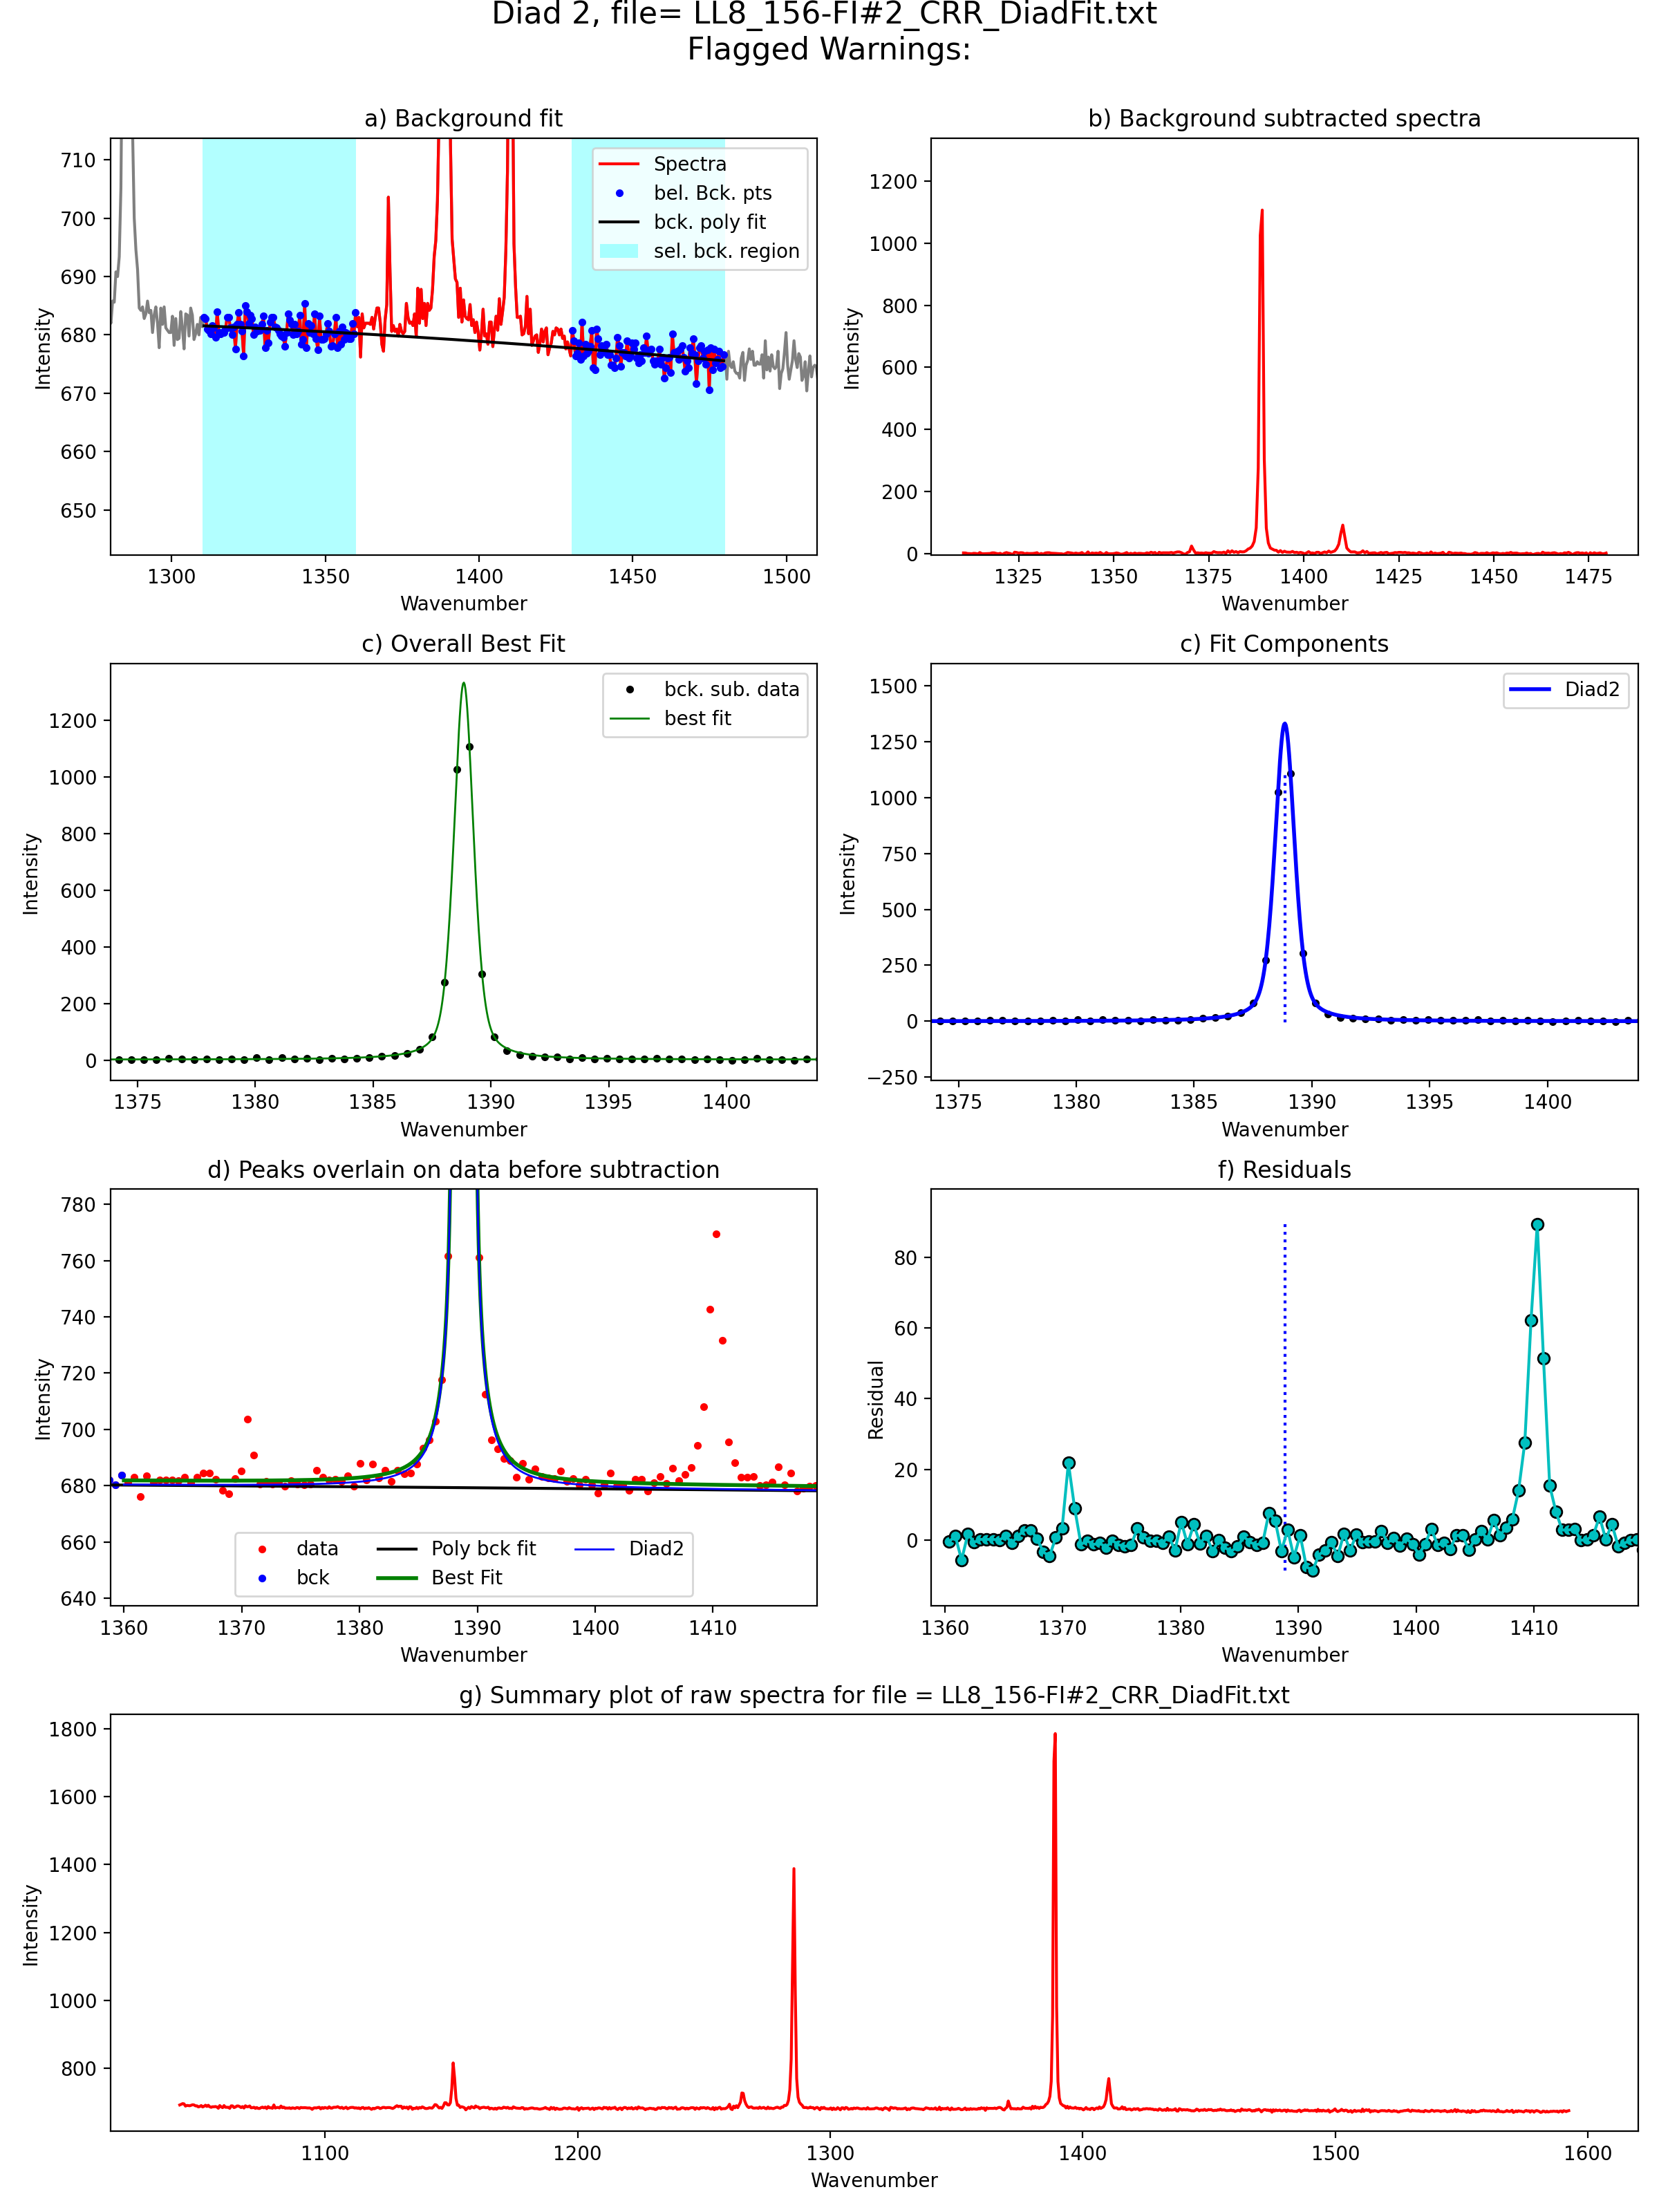 Diad 2, file= LL8_156-FI#2_CRR_DiadFit.txt
Flagged Warnings:
a) Background fit
Intensity
710
700
690
680
670
660
650
Spectra
bel. Bck. pts
bck. poly fit
sel. bck. region
1300 1350 1400 1450 1500
Wavenumber
b) Background subtracted spectra
Intensity
1200
1000
800
600
400
200
0
1325 1350 1375 1400 1425 1450 1475
Wavenumber
c) Overall Best Fit
Intensity
1200
1000
800
600
400
200
0
bck. sub. data
best fit
1375 1380 1385 1390 1395 1400
Wavenumber
c) Fit Components
Intensity
1500
1250
1000
750
500
250
0
−250
Diad2
1375 1380 1385 1390 1395 1400
Wavenumber
d) Peaks overlain on data before subtraction
Intensity
780
760
740
720
700
680
660
640
data
bck
Poly bck fit
Best Fit
Diad2
1360 1370 1380 1390 1400 1410
Wavenumber
f) Residuals
Residual
80
60
40
20
0
1360 1370 1380 1390 1400 1410
Wavenumber
g) Summary plot of raw spectra for file = LL8_156-FI#2_CRR_DiadFit.txt
Intensity
1800
1600
1400
1200
1000
800
1100 1200 1300 1400 1500 1600
Wavenumber